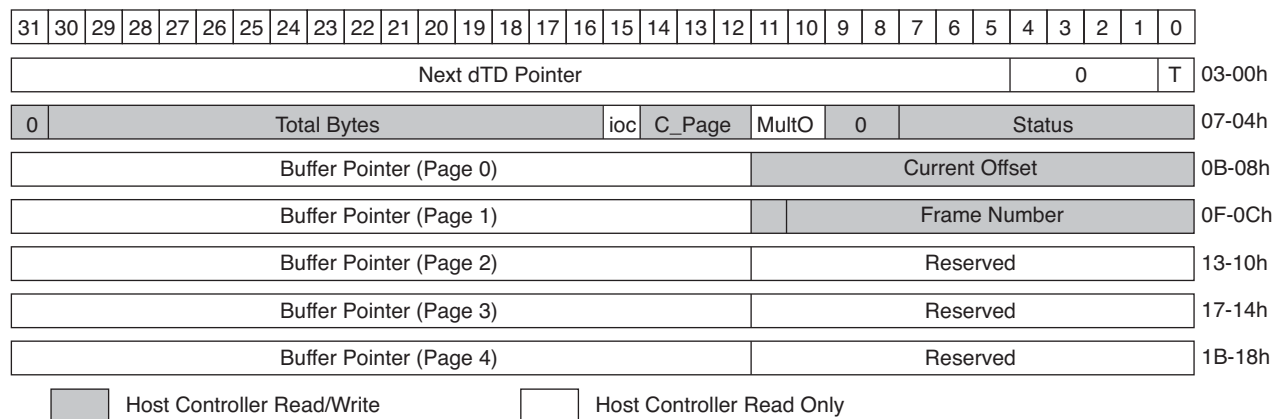 31 30 29 28 27 26 25 24 23 22 21 20 19 18 17 16 15 14 13 12 11 10 9 8 7 6 5 4 3 2 1 0
Next dTD Pointer 0 T 03-00h
0 Total Bytes ioc C_Page MultO 0 Status 07-04h
Buffer Pointer (Page 0) Current Offset 0B-08h
Buffer Pointer (Page 1) Frame Number 0F-0Ch
Buffer Pointer (Page 2) Reserved 13-10h
Buffer Pointer (Page 3) Reserved 17-14h
Buffer Pointer (Page 4) Reserved 1B-18h
Host Controller Read/Write Host Controller Read Only